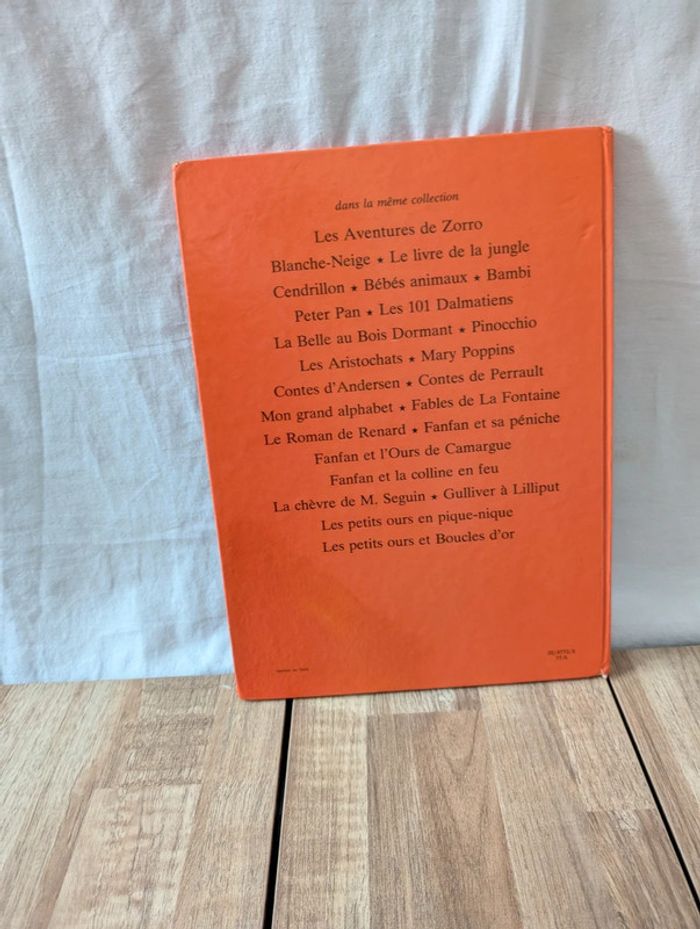 dans la même collection
Les Aventures de Zorro
Blanche-Neige ★ Le livre de la jungle
Cendrillon ★ Bébés animaux ★ Bambi
Peter Pan ★ Les 101 Dalmatiens
La Belle au Bois Dormant ★ Pinocchio
Les Aristochats ★ Mary Poppins
Contes d'Andersen ★ Contes de Perrault
Mon grand alphabet ★ Fables de La Fontaine
Le Roman de Renard ★ Fanfan et sa péniche
Fanfan et l'Ours de Camargue
Fanfan et la colline en feu
La chèvre de M. Seguin ★ Gulliver à Lilliput
Les petits ours en pique-nique
Les petits ours et Boucles d'or